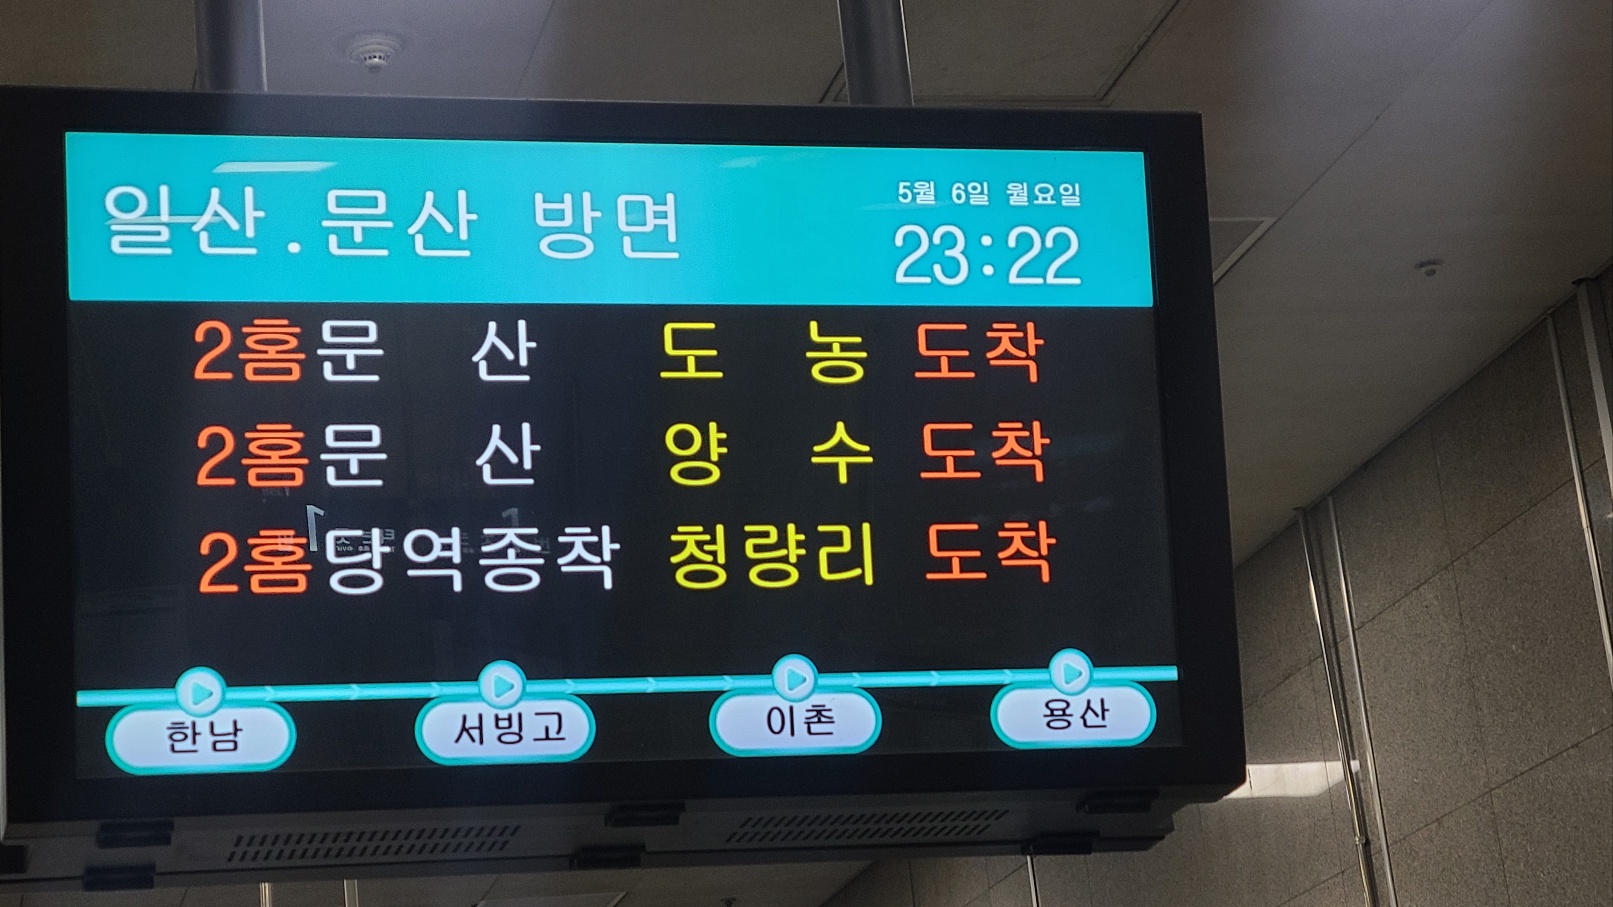 일산.문산 방면
5월 6일 월요일
23:22
2홈 문 산 도 농 도착
2홈 문 산 양 수 도착
2홈 당역종착 청량리 도착
한남 서빙고 이촌 용산